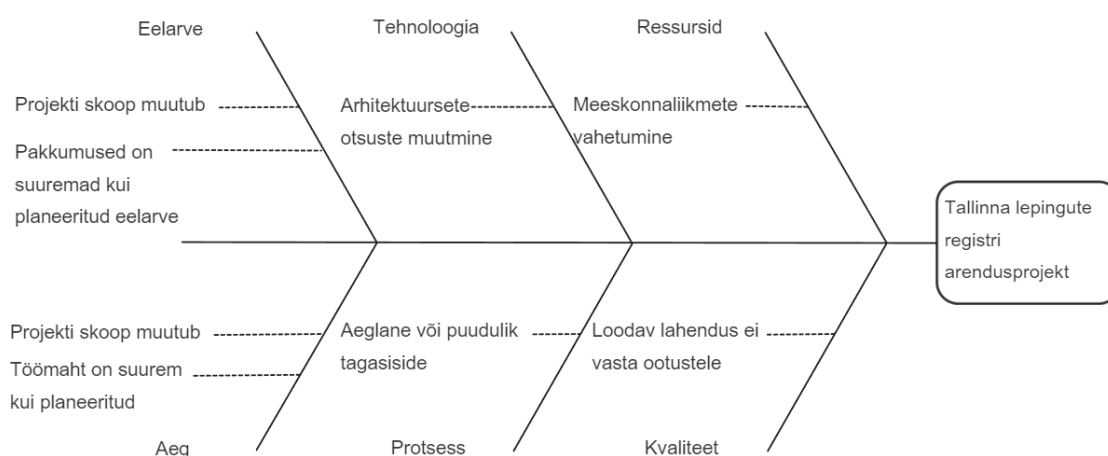 Eelarve
Tehnoloogia
Ressursid
Projekti skoop muutub
Pakkumused on
suuremad kui
planeeritud eelarve
Arhitektuursete
otsuste muutmine
Meeskonnaliikmete
vahetumine
Tallinna lepingute
registri
arendusprojekt
Projekti skoop muutub
Töömaht on suurem
kui planeeritud
Aeglane või puudulik
tagasiside
Loodav lahendus ei
vasta ootustele
Aeg
Protsess
Kvaliteet